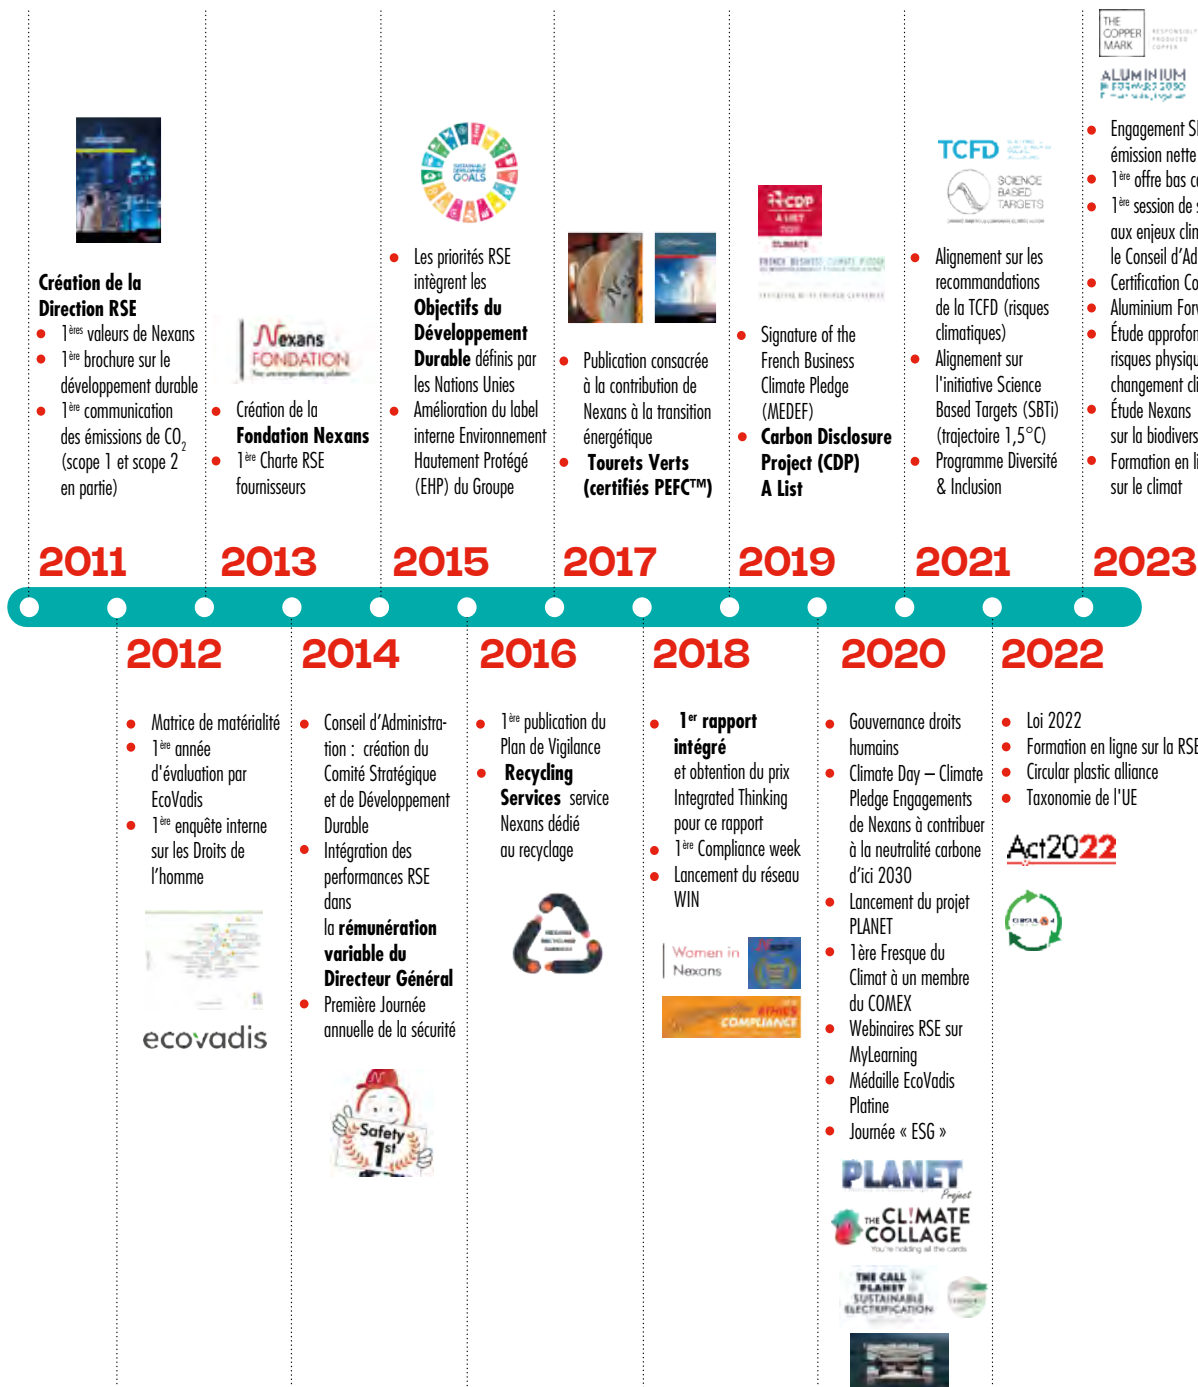 Création de la
Direction RSE
1ères valeurs de Nexans
1ère brochure sur le
développement durable
1ère communication
des émissions de CO2
(scope 1 et scope 2
en partie)
2011
Nexans
FONDATION
Création de la
Fondation Nexans
1ère Charte RSE
fournisseurs
2013
SUSTAINABLE
DEVELOPMENT
GOALS
Les priorités RSE
intègrent les
Objectifs du
Développement
Durable définis par
les Nations Unies
Amélioration du label
interne Environnement
Hautement Protégé
(EHP) du Groupe
2015
Publication consacrée
à la contribution de
Nexans à la transition
énergétique
Tourets Verts
(certifiés PEFC™)
2017
CDP
A LIST
CLIMATE
FRENCH BUSINESS CLIMATE PLEDGE
Signature of the
French Business
Climate Pledge
(MEDEF)
Carbon Disclosure
Project (CDP)
A List
2019
TCFD
SCIENCE
BASED
TARGETS
Alignement sur les
recommandations
de la TCFD (risques
climatiques)
Alignement sur
l'initiative Science
Based Targets (SBTi)
(trajectoire 1,5°C)
Programme Diversité
& Inclusion
2021
THE
COPPER
MARK
RESPONSIBLY
PRODUCED
COPPER
ALUMINIUM
Engagement S
émission nette
1ère offre bas c
1ère session de s
aux enjeux clim
le Conseil d'Ad
Certification Co
Aluminium For
Étude approfon
risques physiqu
changement cli
Étude Nexans
sur la biodivers
Formation en li
sur le climat
2023
2012
Matrice de matérialité
1ère année
d'évaluation par
EcoVadis
1ère enquête interne
sur les Droits de
l'homme
ecovadis
2014
Conseil d'Administra-
tion : création du
Comité Stratégique
et de Développement
Durable
Intégration des
performances RSE
dans
la rémunération
variable du
Directeur Général
Première Journée
annuelle de la sécurité
Safety
1st
2016
1ère publication du
Plan de Vigilance
Recycling
Services service
Nexans dédié
au recyclage
2018
1er rapport
intégré
et obtention du prix
Integrated Thinking
pour ce rapport
1ère Compliance week
Lancement du réseau
WIN
Women in
Nexans
ETHICS
COMPLIANCE
2020
Gouvernance droits
humains
Climate Day – Climate
Pledge Engagements
de Nexans à contribuer
à la neutralité carbone
d'ici 2030
Lancement du projet
PLANET
1ère Fresque du
Climat à un membre
du COMEX
Webinaires RSE sur
MyLearning
Médaille EcoVadis
Platine
Journée « ESG »
PLANET
Project
THE CL!MATE
COLLAGE
You're holding all the cards
THE CALL
PLANET
SUSTAINABLE
ELECTRIFICATION
2022
Loi 2022
Formation en ligne sur la RSE
Circular plastic alliance
Taxonomie de l'UE
Act2022